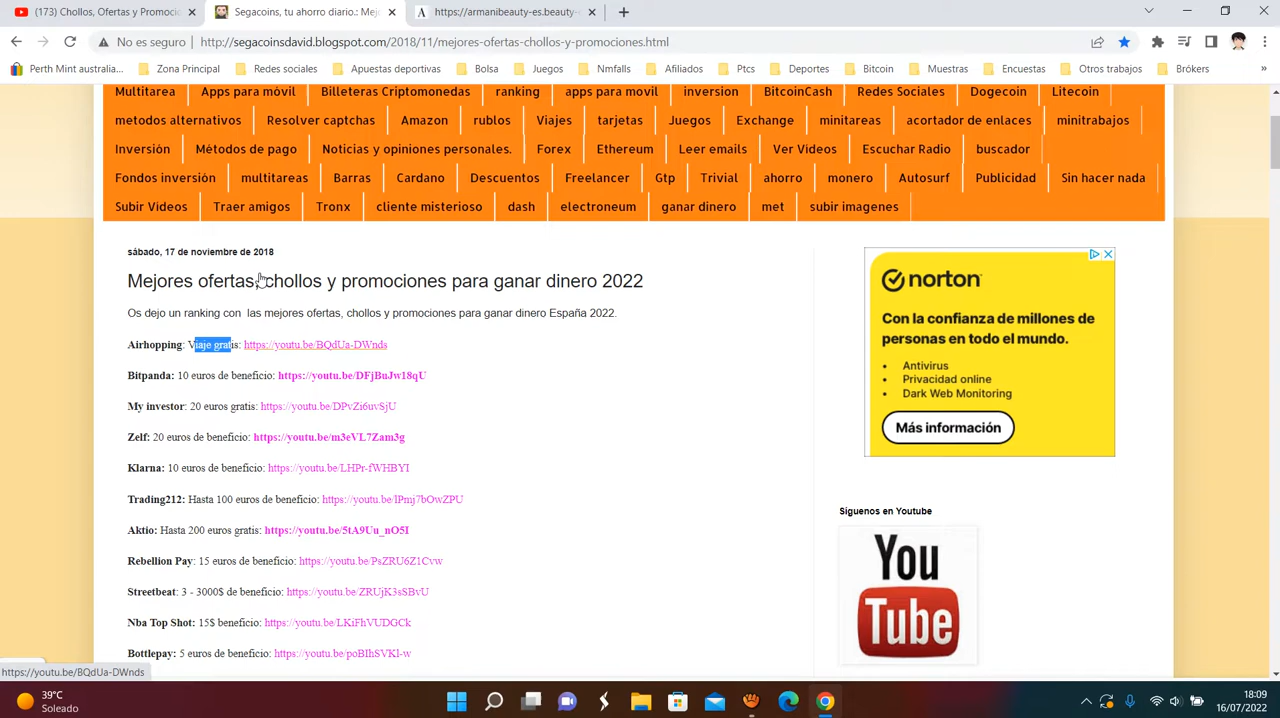 (173) Chollos, Ofertas y Promocio
Segacoins, tu ahorro diario.: Mej
https://armanibeauty-es.beauty-
No es seguro
http://segacoinsdavid.blogspot.com/2018/11/mejores-ofertas-chollos-y-promociones.html
Perth Mint australia... Zona Principal Redes sociales Apuestas deportivas Bolsa Juegos Nmfalls Afiliados Ptcs Deportes Bitcoin Muestras Encuestas Otros trabajos Brókers »
Multitarea Apps para móvil Billeteras Criptomonedas ranking apps para movil inversion BitcoinCash Redes Sociales Dogecoin Litecoin
metodos alternativos Resolver captchas Amazon rublos Viajes tarjetas Juegos Exchange minitareas acortador de enlaces minitrabajos
Inversión Métodos de pago Noticias y opiniones personales. Forex Ethereum Leer emails Ver Videos Escuchar Radio buscador
Fondos inversión multitareas Barras Cardano Descuentos Freelancer Gtp Trivial ahorro monero Autosurf Publicidad Sin hacer nada
Subir Videos Traer amigos Tronx cliente misterioso dash electroneum ganar dinero met subir imagenes
sábado, 17 de noviembre de 2018
Mejores ofertas, chollos y promociones para ganar dinero 2022
Os dejo un ranking con las mejores ofertas, chollos y promociones para ganar dinero España 2022.
Airhopping: Viaje gratis: https://youtu.be/BQdUa-DWnds
Bitpanda: 10 euros de beneficio: https://youtu.be/DFjBuJw18qU
My investor: 20 euros gratis: https://youtu.be/DPvZi6uvSjU
Zelf: 20 euros de beneficio: https://youtu.be/m3eVL7Zam3g
Klarna: 10 euros de beneficio: https://youtu.be/LHPr-fWHBYI
Trading212: Hasta 100 euros de beneficio: https://youtu.be/lPmj7bOwZPU
Aktio: Hasta 200 euros gratis: https://youtu.be/5tA9Uu_nO5I
Rebellion Pay: 15 euros de beneficio: https://youtu.be/PsZRU6Z1Cvw
Streetbeat: 3 - 3000$ de beneficio: https://youtu.be/ZRUjK3sSBvU
Nba Top Shot: 15$ beneficio: https://youtu.be/LKiFhVUDGCk
Bottlepay: 5 euros de beneficio: https://youtu.be/poBIhSVKl-w
norton
Con la confianza de millones de
personas en todo el mundo.
• Antivirus
• Privacidad online
• Dark Web Monitoring
Más información
Siguenos en Youtube
You
Tube
https://youtu.be/BQdUa-DWnds
39°C
Soleado
18:09
16/07/2022